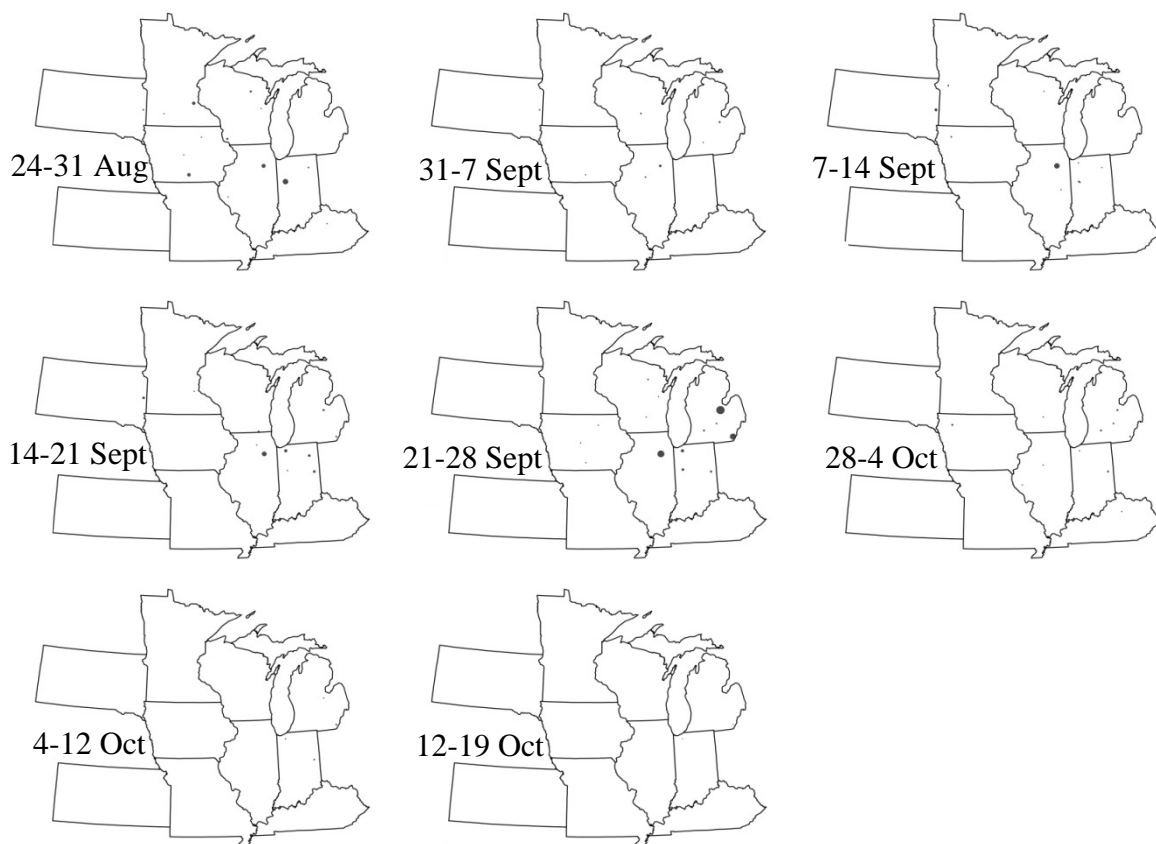 24-31 Aug
31-7 Sept
7-14 Sept
14-21 Sept
21-28 Sept
28-4 Oct
4-12 Oct
12-19 Oct